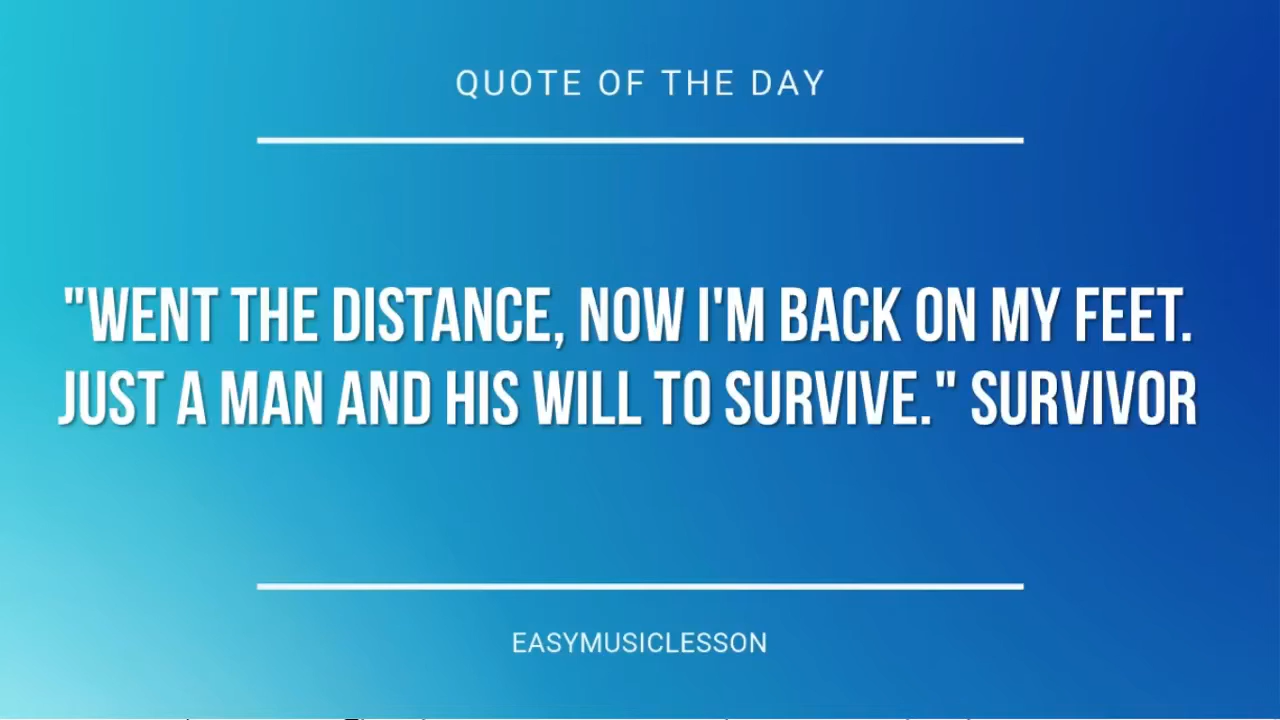 QUOTE OF THE DAY
"WENT THE DISTANCE, NOW I'M BACK ON MY FEET.
JUST A MAN AND HIS WILL TO SURVIVE." SURVIVOR
EASYMUSICLESSON